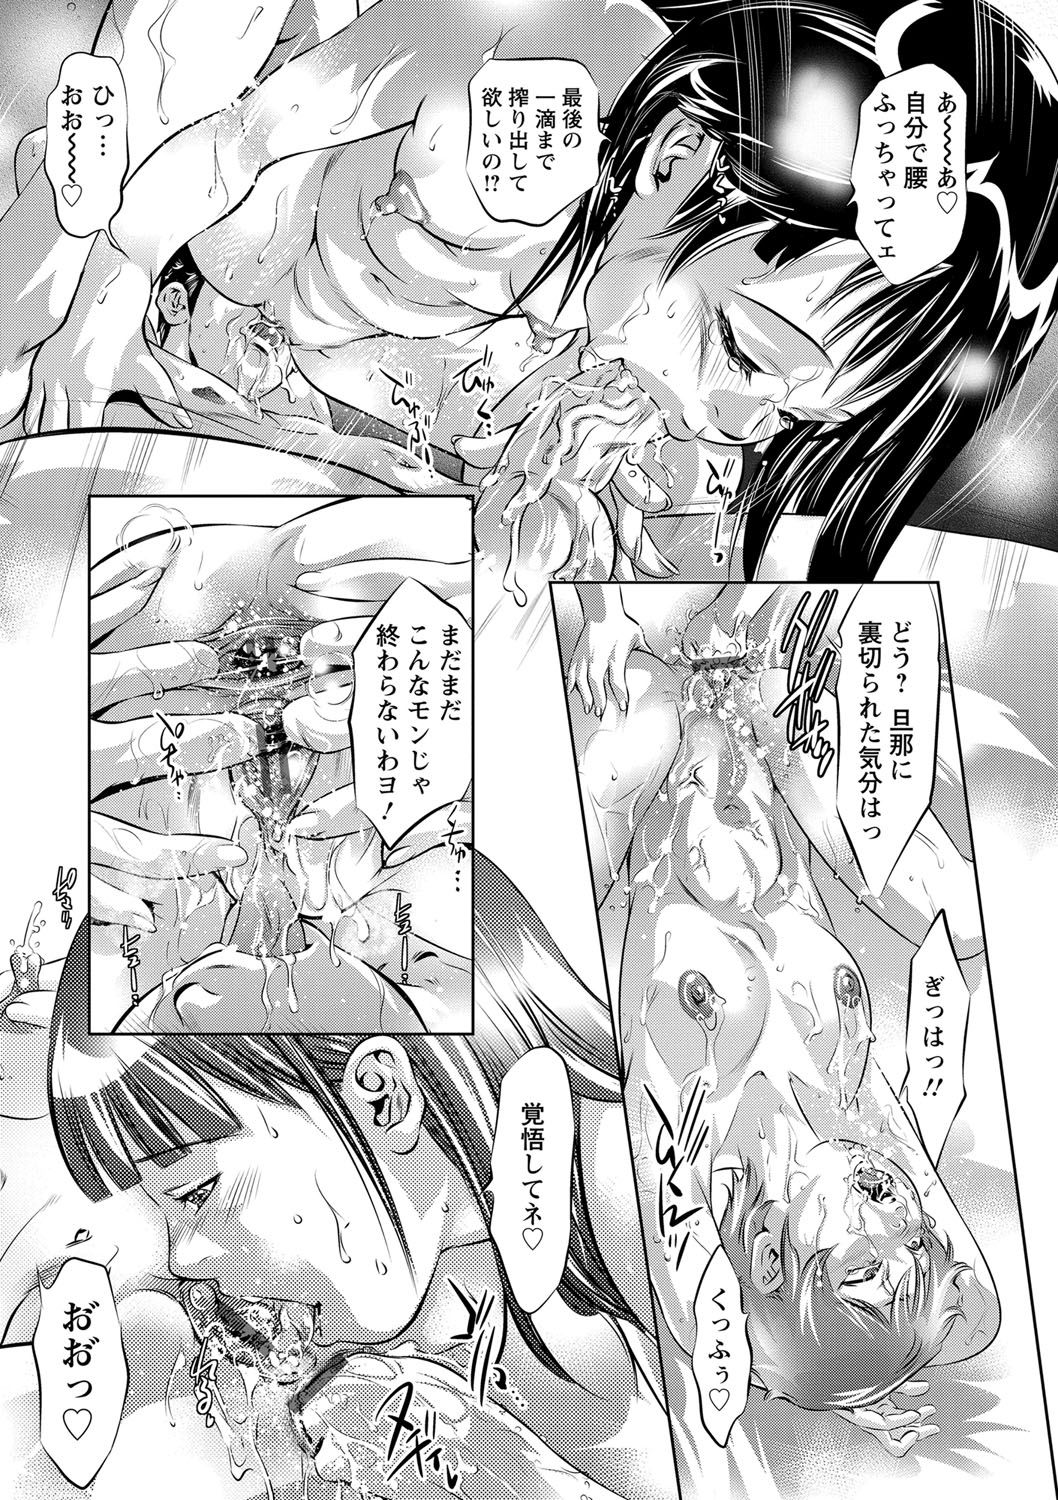 あ〜〜〜あ♡
自分で腰
ふっちゃってェ
最後の
一滴まで
搾り出して
欲しいの!?
ひっ…
おお〜〜〜♡
どう? 旦那に
裏切られた気分はっ
ぎっはっ!!
くっふぅ♡
まだまだ
こんなモンじゃ
終わらないわヨ!
覚悟してネ♡
お゛お゛っ♡